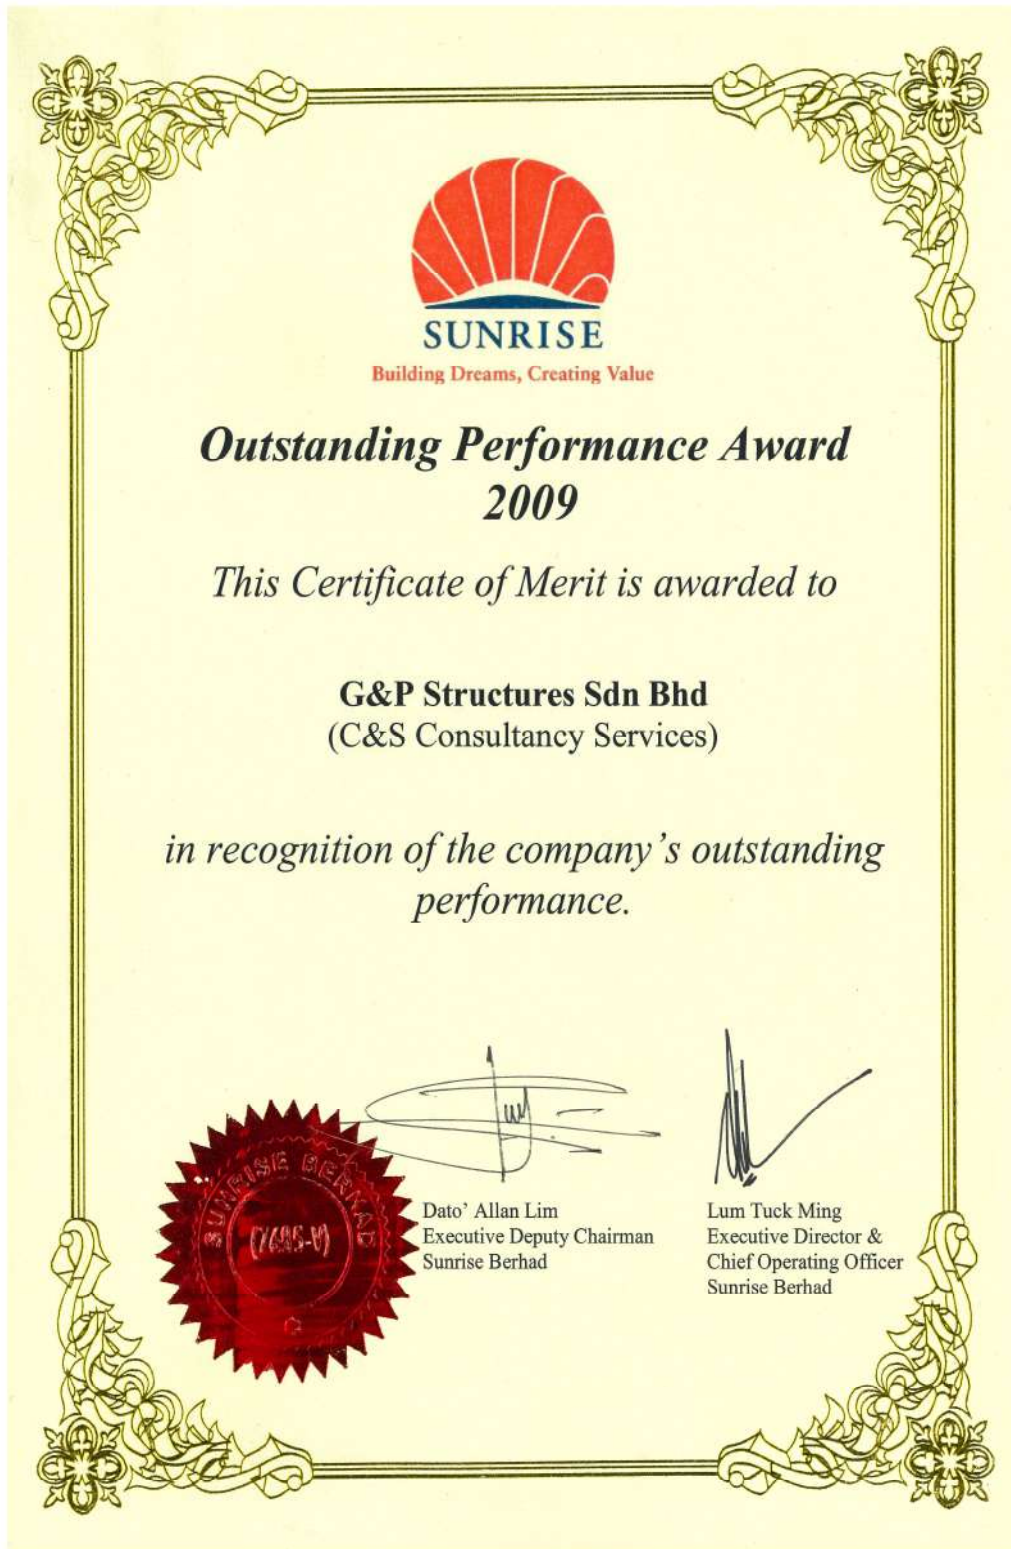 SUNRISE
Building Dreams, Creating Value
Outstanding Performance Award
2009
This Certificate of Merit is awarded to
G&P Structures Sdn Bhd
(C&S Consultancy Services)
in recognition of the company's outstanding
performance.
SUNRISE BERHAD
Dato' Allan Lim
Executive Deputy Chairman
Sunrise Berhad
Lum Tuck Ming
Executive Director &
Chief Operating Officer
Sunrise Berhad